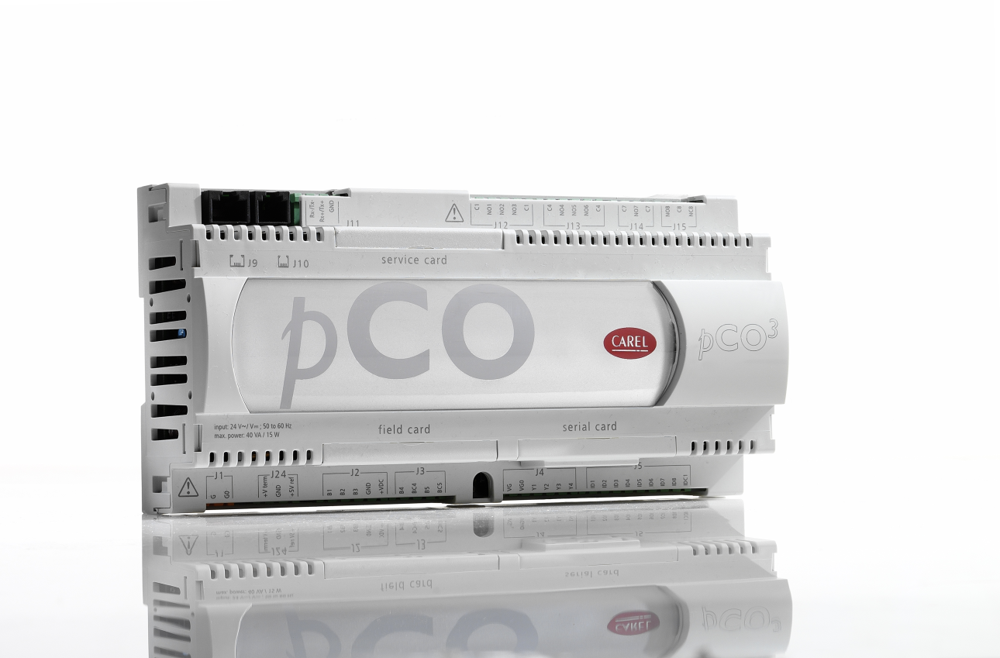 Rx-/Tx-
Rx+/Tx+
GND
J11
C1 NO1 NO2 NO3 C1
J12
C4 NO4 NO5 NO6 C4
J13
C7 NO7 C7
J14
NO8 C8 NC8
J15
J9 J10
service card
pCO
CAREL
pCO3
input: 24 V~/ V⎓ ; 50 to 60 Hz
max. power: 40 VA / 15 W
field card
serial card
J1
G G0
J24
+V term GND +5V ref
J2
B1 B2 B3 GND +VDC
J3
B4 BC4 B5 BC5
J4
VG VG0 Y1 Y2 Y3 Y4
J5
ID1 ID2 ID3 ID4 ID5 ID6 ID7 ID8 IDC1